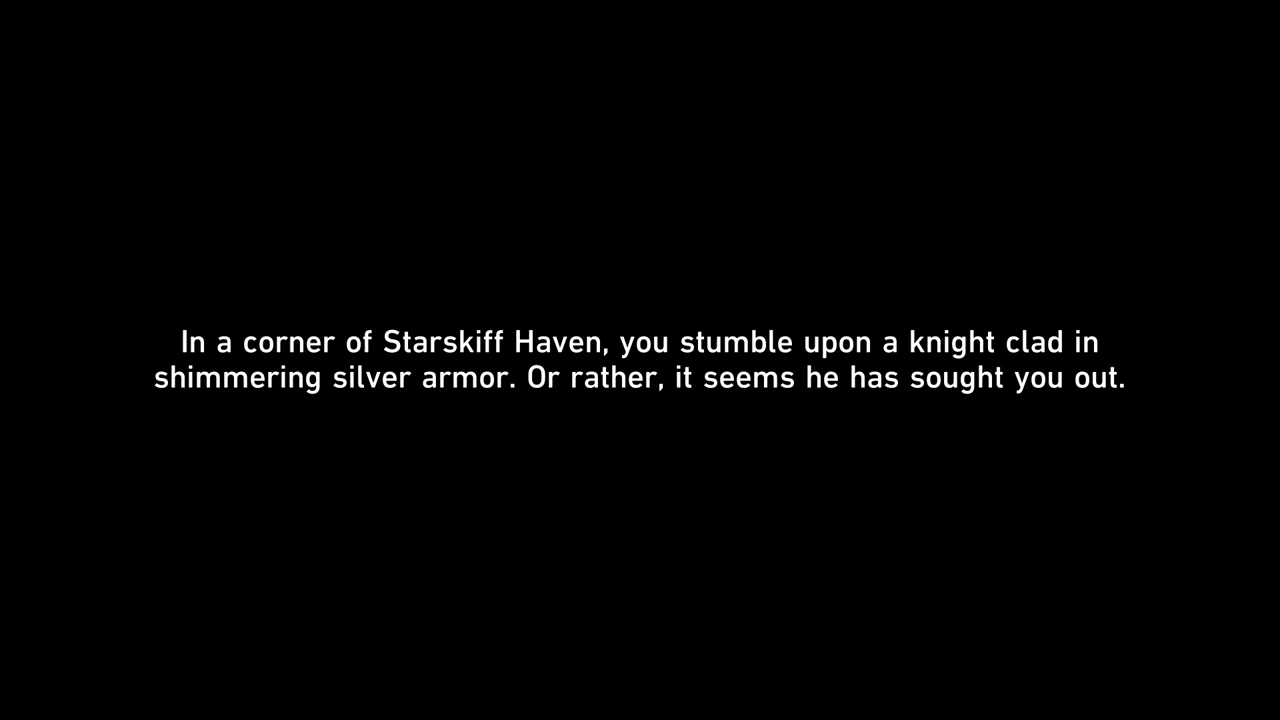 In a corner of Starskiff Haven, you stumble upon a knight clad in
shimmering silver armor. Or rather, it seems he has sought you out.